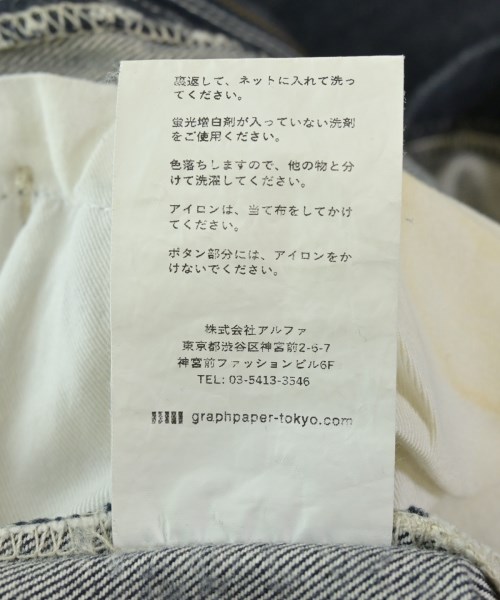 裏返して、ネットに入れて洗っ
てください。
蛍光増白剤が入っていない洗剤
をご使用ください。
色落ちしますので、他の物と分
けて洗濯してください。
アイロンは、当て布をしてかけ
てください。
ボタン部分には、アイロンをか
けないでください。
株式会社アルファ
東京都渋谷区神宮前2-6-7
神宮前ファッションビル6F
TEL: 03-5413-3546
graphpaper-tokyo.com